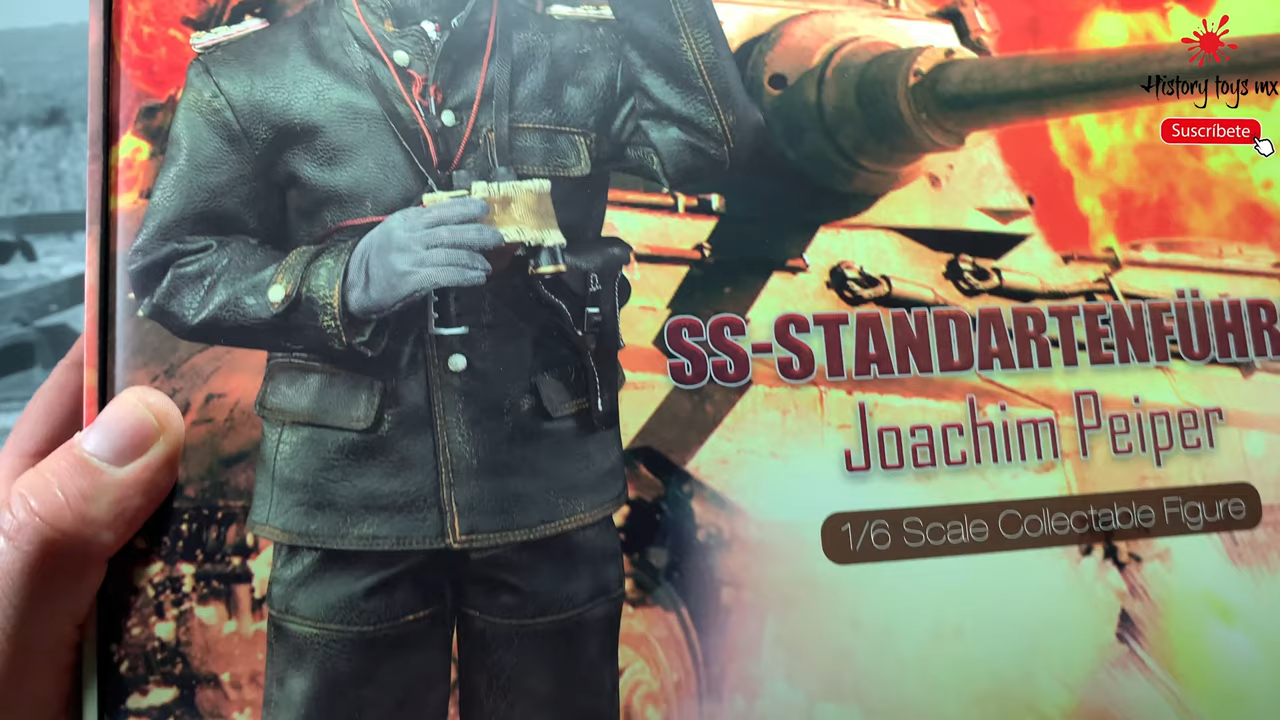 History toys mx
Suscríbete
SS-STANDARTENFÜHR
Joachim Peiper
1/6 Scale Collectable Figure